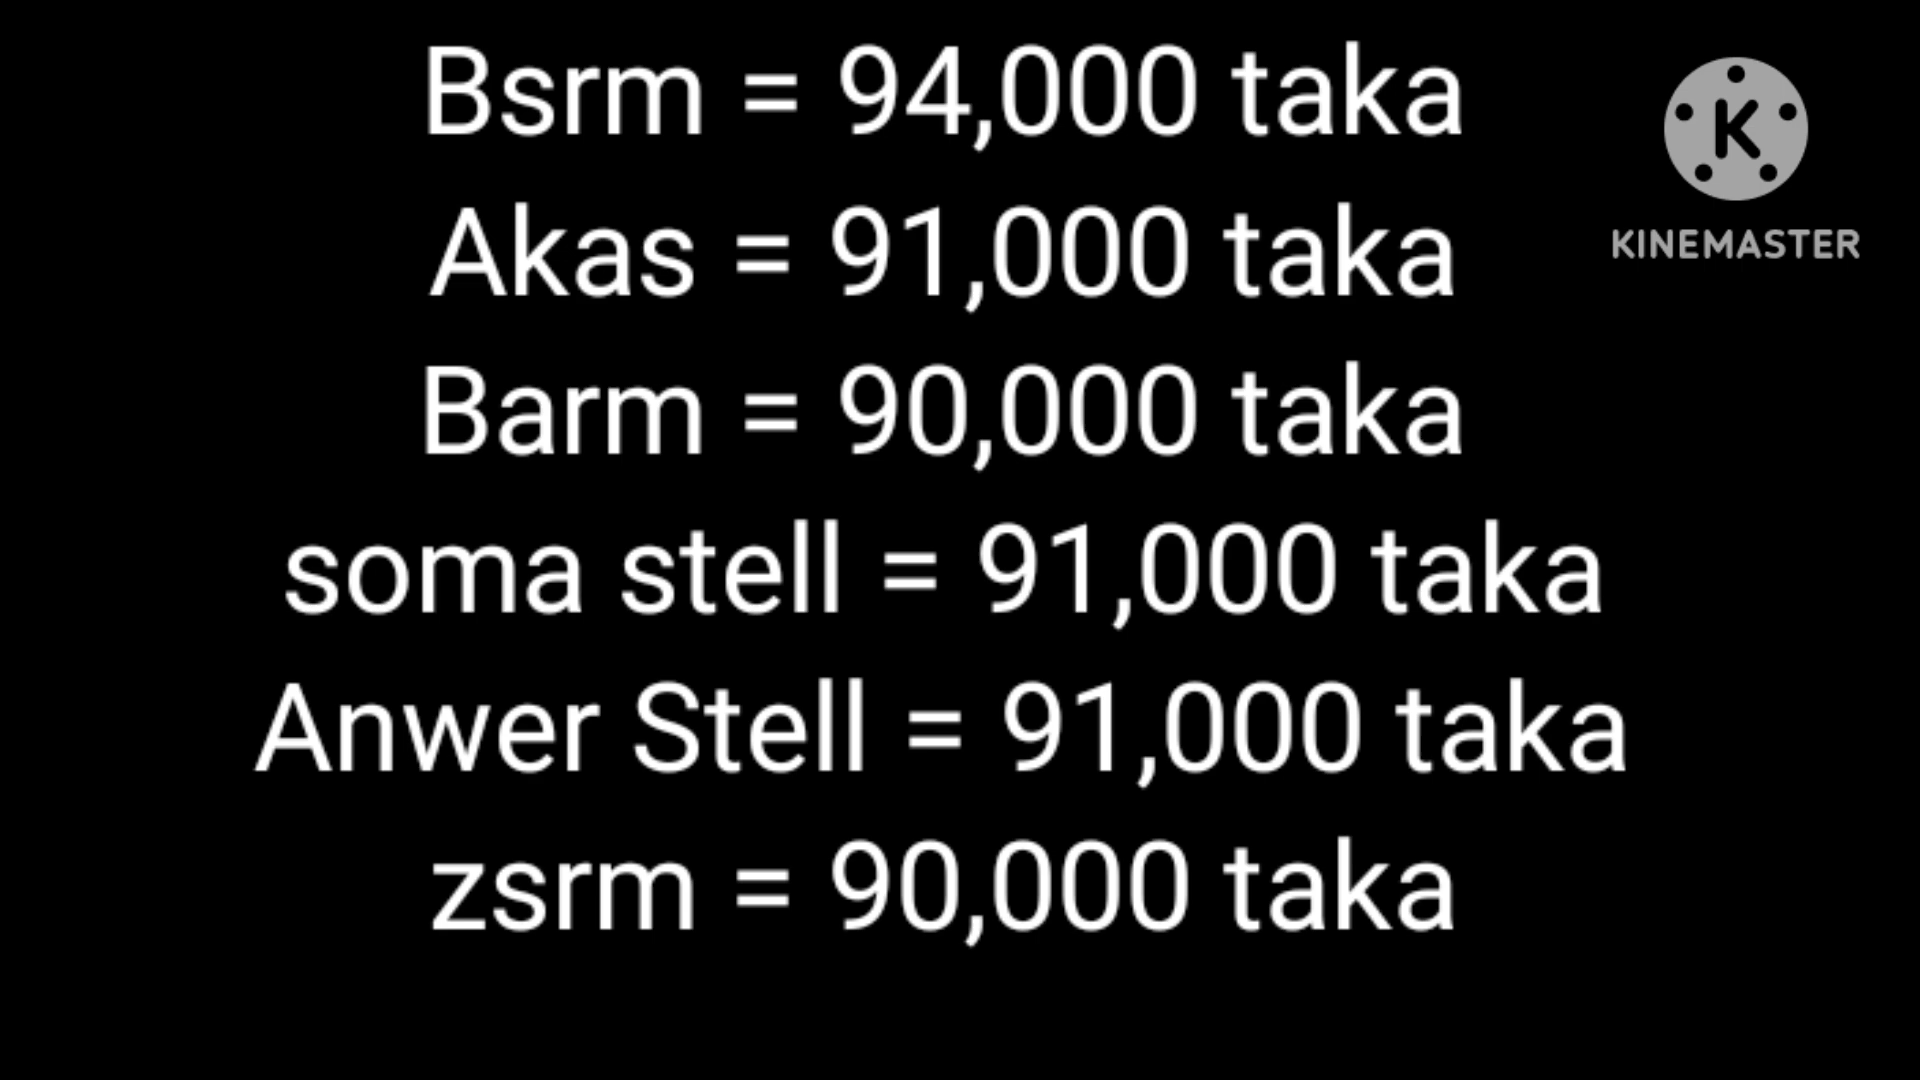 Bsrm = 94,000 taka
Akas = 91,000 taka
Barm = 90,000 taka
soma stell = 91,000 taka
Anwer Stell = 91,000 taka
zsrm = 90,000 taka
K
KINEMASTER